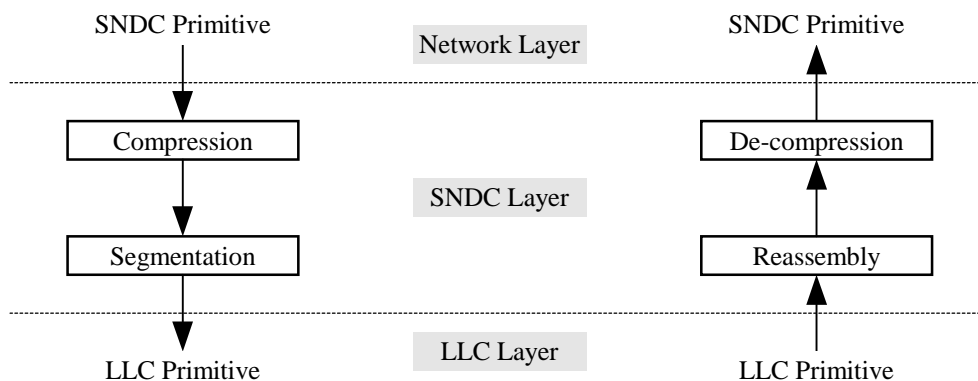 SNDC Primitive
Network Layer
SNDC Primitive
Compression
De-compression
SNDC Layer
Segmentation
Reassembly
LLC Layer
LLC Primitive
LLC Primitive